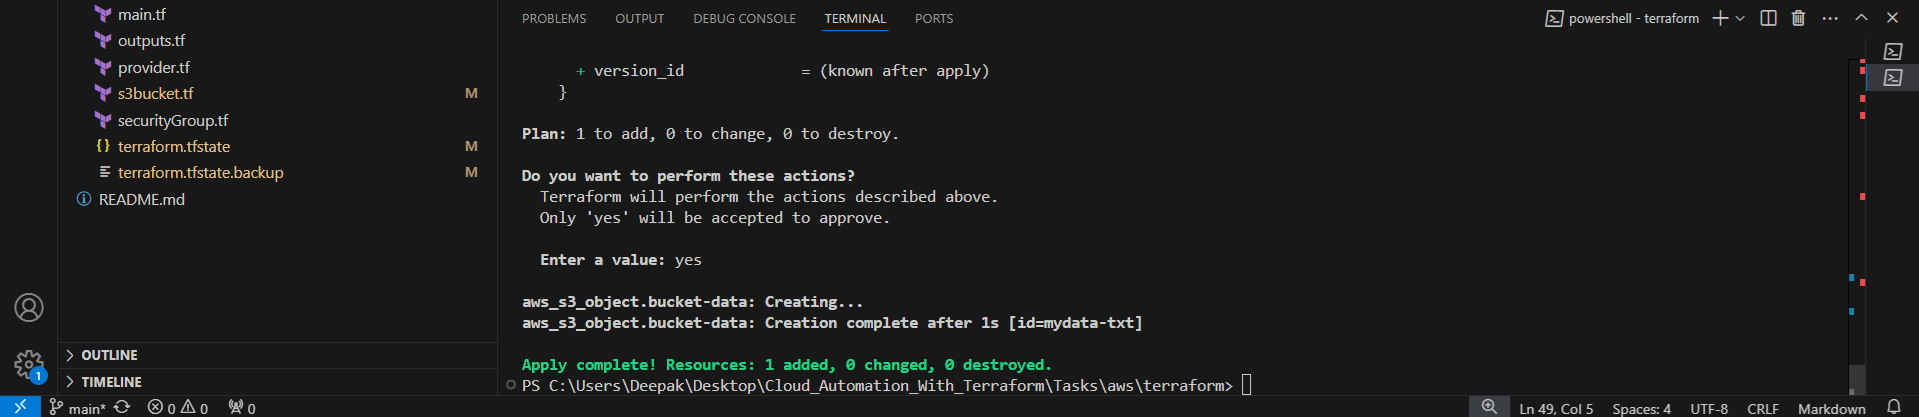 main.tf
outputs.tf
provider.tf
s3bucket.tf M
securityGroup.tf
{} terraform.tfstate M
terraform.tfstate.backup M
README.md
OUTLINE
TIMELINE
1
PROBLEMS OUTPUT DEBUG CONSOLE TERMINAL PORTS
powershell - terraform
+ version_id = (known after apply)
}
Plan: 1 to add, 0 to change, 0 to destroy.
Do you want to perform these actions?
Terraform will perform the actions described above.
Only 'yes' will be accepted to approve.
Enter a value: yes
aws_s3_object.bucket-data: Creating...
aws_s3_object.bucket-data: Creation complete after 1s [id=mydata-txt]
Apply complete! Resources: 1 added, 0 changed, 0 destroyed.
PS C:\Users\Deepak\Desktop\Cloud_Automation_With_Terraform\Tasks\aws\terraform>
main* 0 0 0 Ln 49, Col 5 Spaces: 4 UTF-8 CRLF Markdown